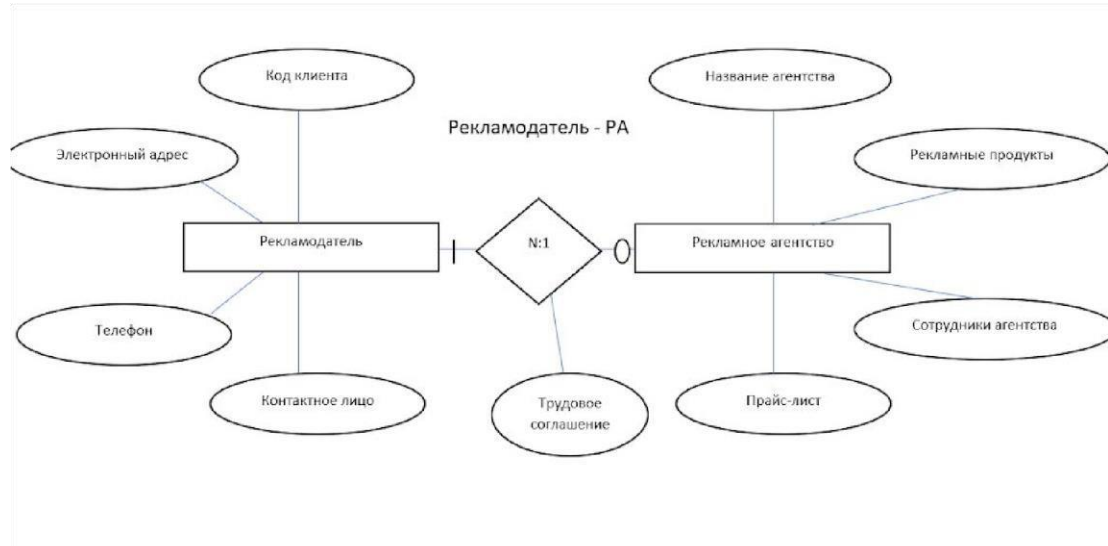 Код клиента
Название агентства
Рекламодатель - РА
Электронный адрес
Рекламные продукты
Рекламодатель
N:1
Рекламное агентство
Телефон
Сотрудники агентства
Контактное лицо
Трудовое
соглашение
Прайс-лист